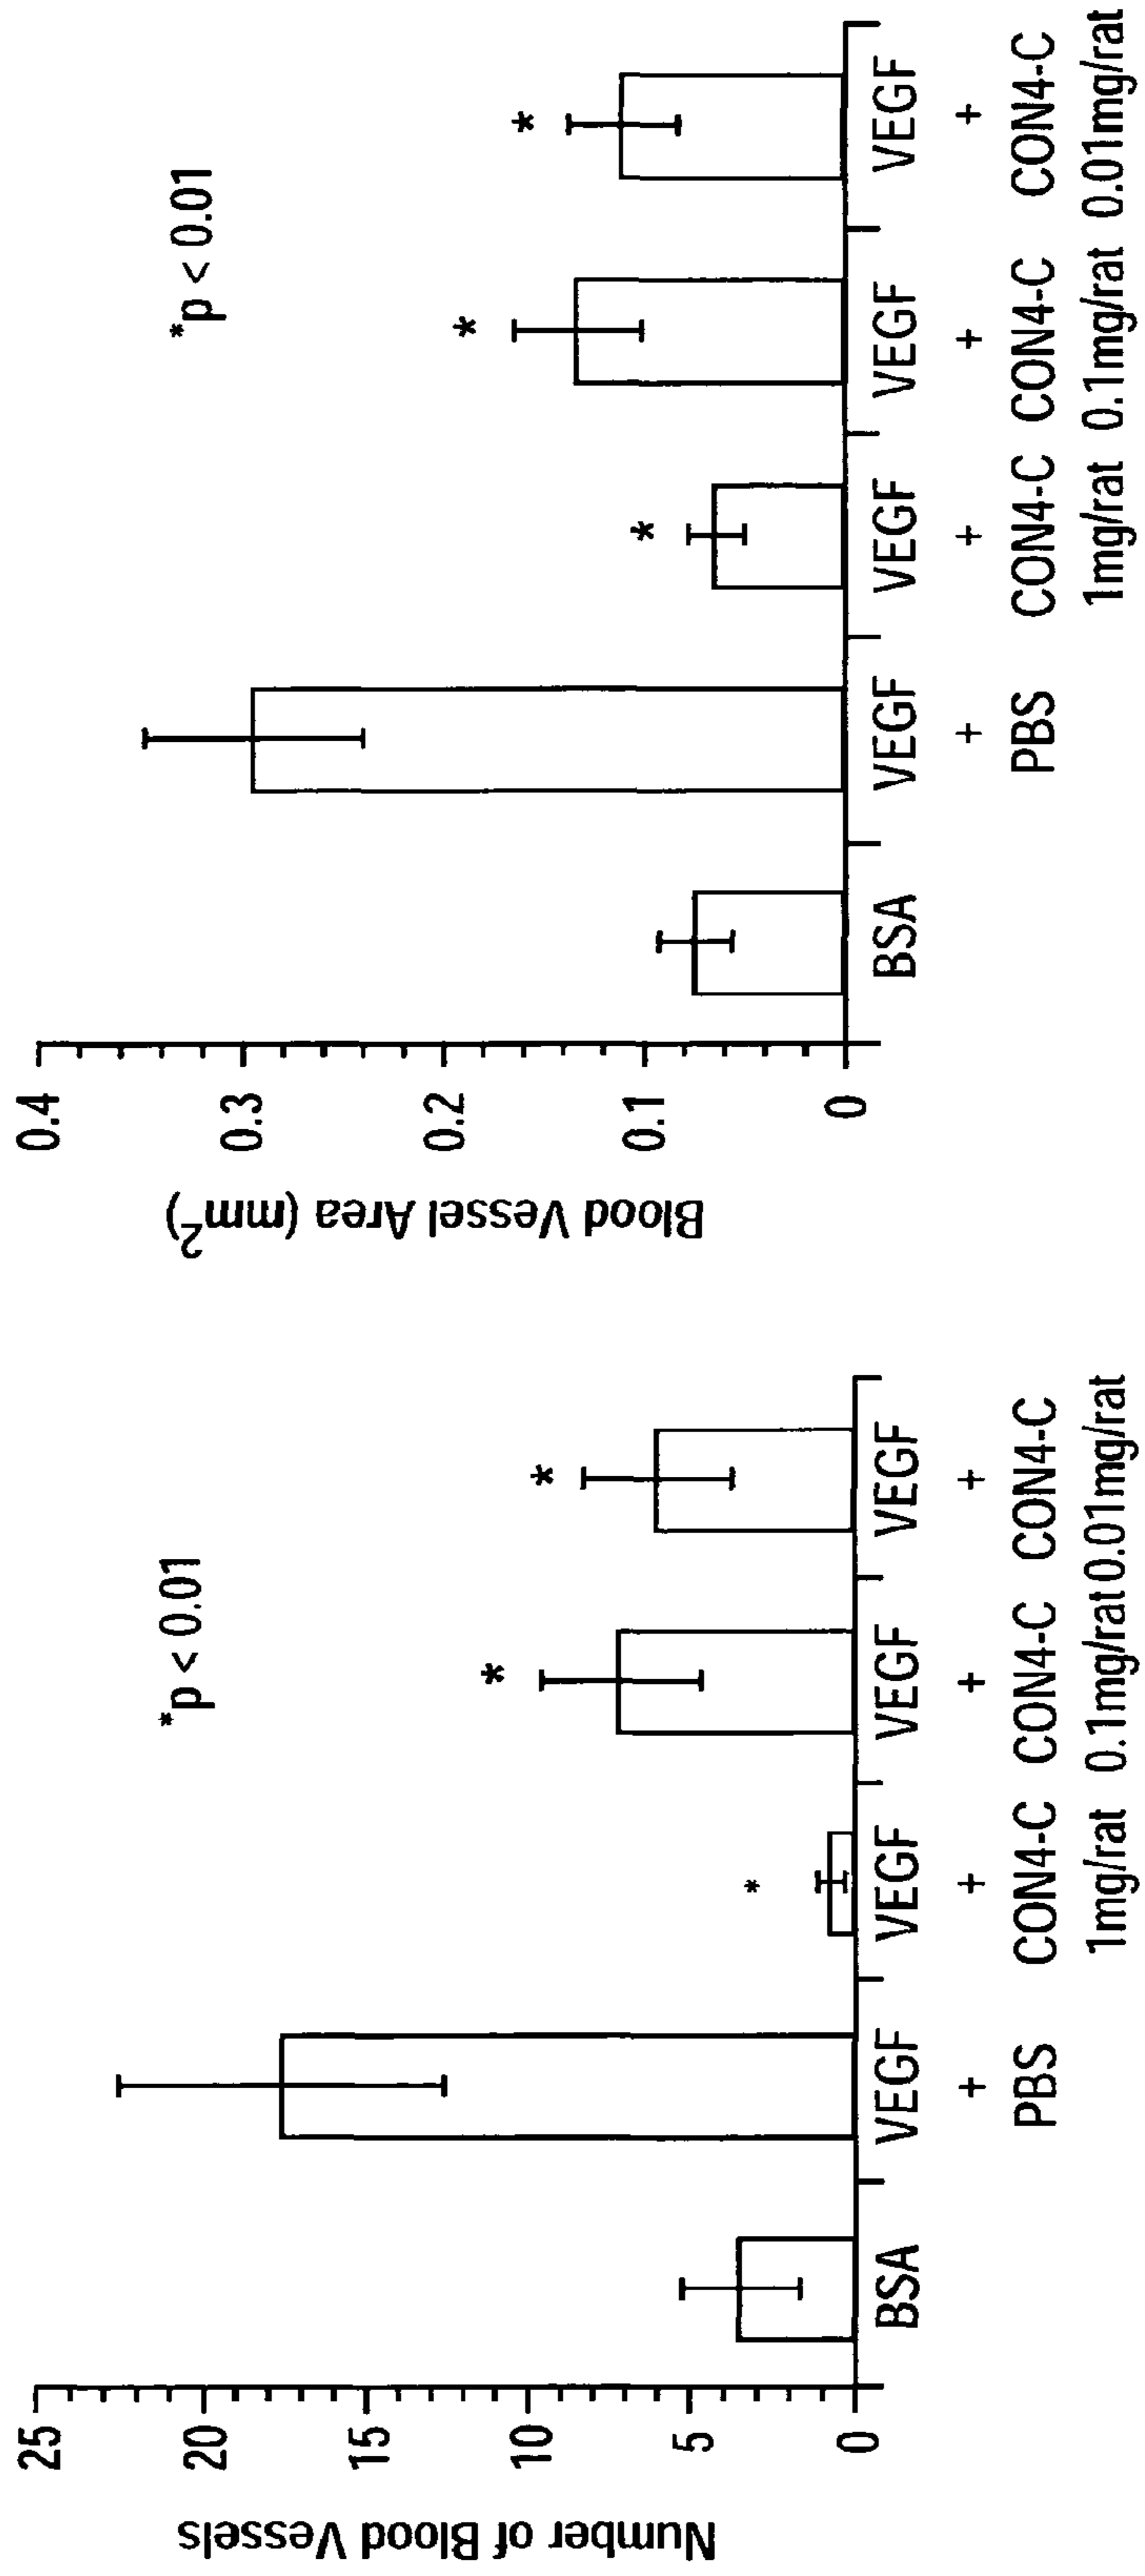 Number of Blood Vessels
25
20
15
10
5
0
*p < 0.01
*
*
*
BSA
VEGF
VEGF
VEGF
VEGF
+
+
+
+
PBS
CON4-C
CON4-C
CON4-C
1mg/rat
0.1mg/rat
0.01mg/rat
Blood Vessel Area (mm²)
0.4
0.3
0.2
0.1
0
*p < 0.01
*
*
*
BSA
VEGF
VEGF
VEGF
VEGF
+
+
+
+
PBS
CON4-C
CON4-C
CON4-C
1mg/rat
0.1mg/rat
0.01mg/rat